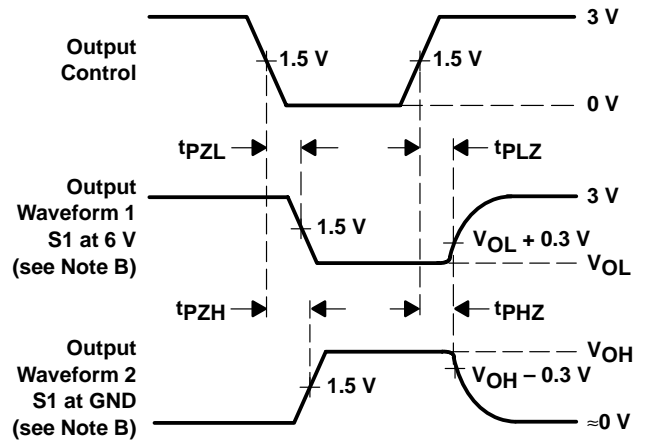 3 V
Output
Control
1.5 V
1.5 V
0 V
tPZL
tPLZ
Output
Waveform 1
S1 at 6 V
(see Note B)
3 V
1.5 V
VOL + 0.3 V
VOL
tPZH
tPHZ
Output
Waveform 2
S1 at GND
(see Note B)
VOH
1.5 V
VOH – 0.3 V
≈0 V